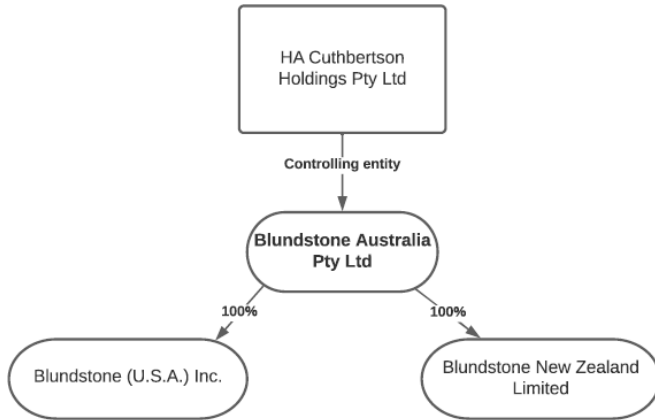 HA Cuthbertson
Holdings Pty Ltd
Controlling entity
Blundstone Australia
Pty Ltd
100%
100%
Blundstone (U.S.A.) Inc.
Blundstone New Zealand
Limited